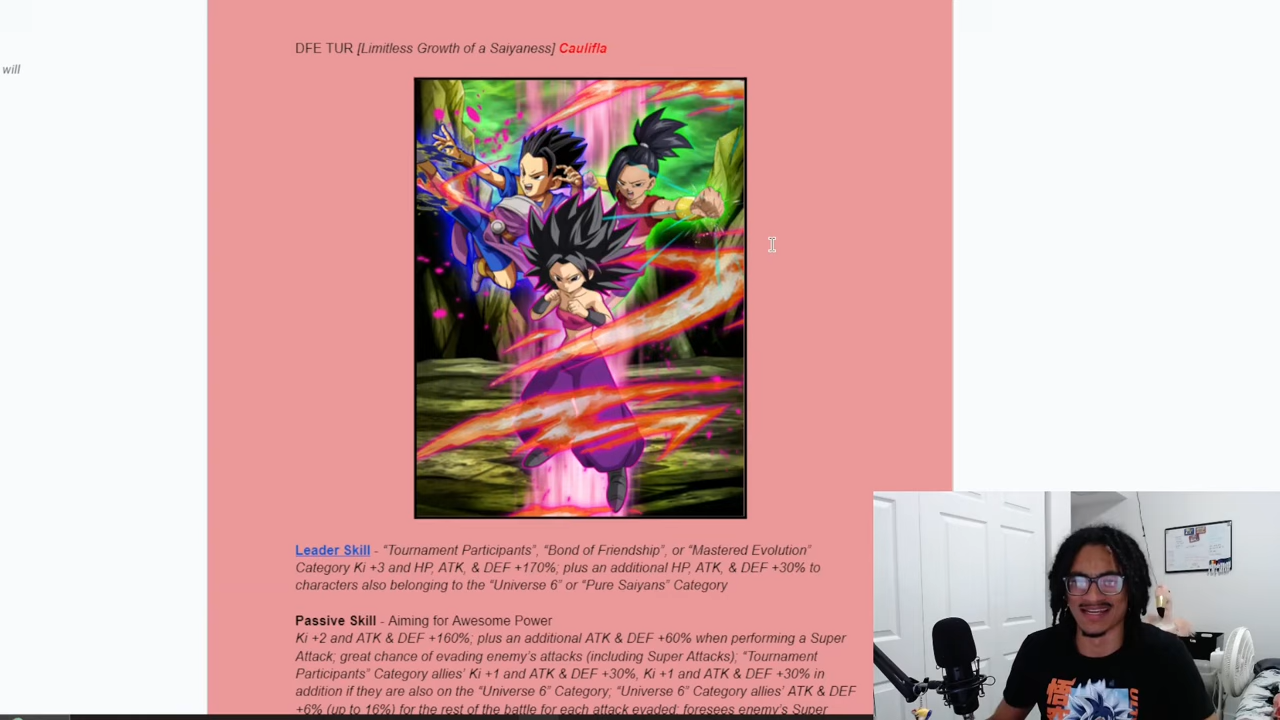 DFE TUR [Limitless Growth of a Saiyaness] Caulifla
will
Leader Skill - “Tournament Participants”, “Bond of Friendship”, or “Mastered Evolution”
Category Ki +3 and HP, ATK, & DEF +170%; plus an additional HP, ATK, & DEF +30% to
characters also belonging to the “Universe 6” or “Pure Saiyans” Category
Passive Skill - Aiming for Awesome Power
Ki +2 and ATK & DEF +160%; plus an additional ATK & DEF +60% when performing a Super
Attack; great chance of evading enemy’s attacks (including Super Attacks); “Tournament
Participants” Category allies’ Ki +1 and ATK & DEF +30%, Ki +1 and ATK & DEF +30% in
addition if they are also on the “Universe 6” Category; “Universe 6” Category allies’ ATK & DEF
+6% (up to 16%) for the rest of the battle for each attack evaded; foresees enemy’s Super